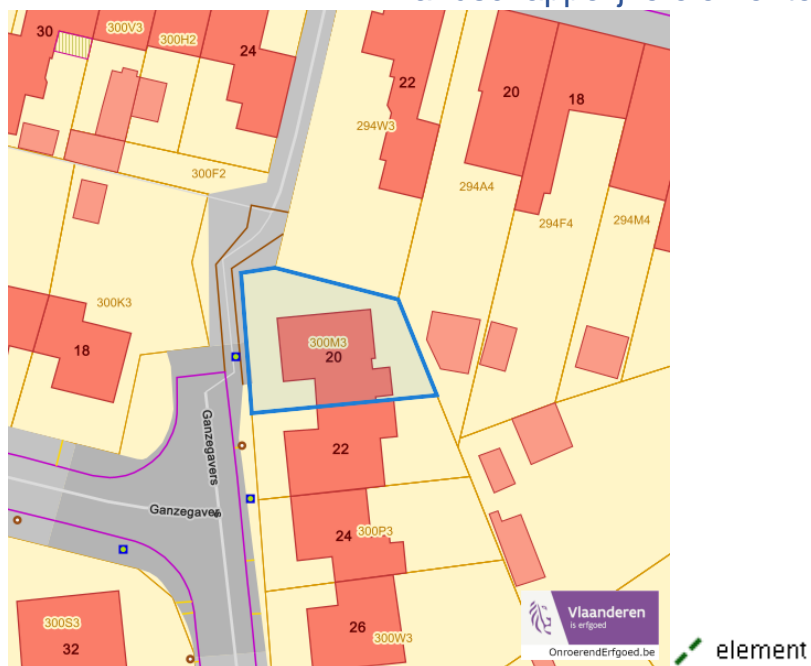 30
300V3
300H2
24
22
20
18
294W3
300F2
294A4
294F4
294M4
300K3
300M3
20
18
Ganzegavers
22
Ganzegavers
24 300P3
300S3
32
26 300W3
Vlaanderen
is erfgoed
OnroerendErfgoed.be
element